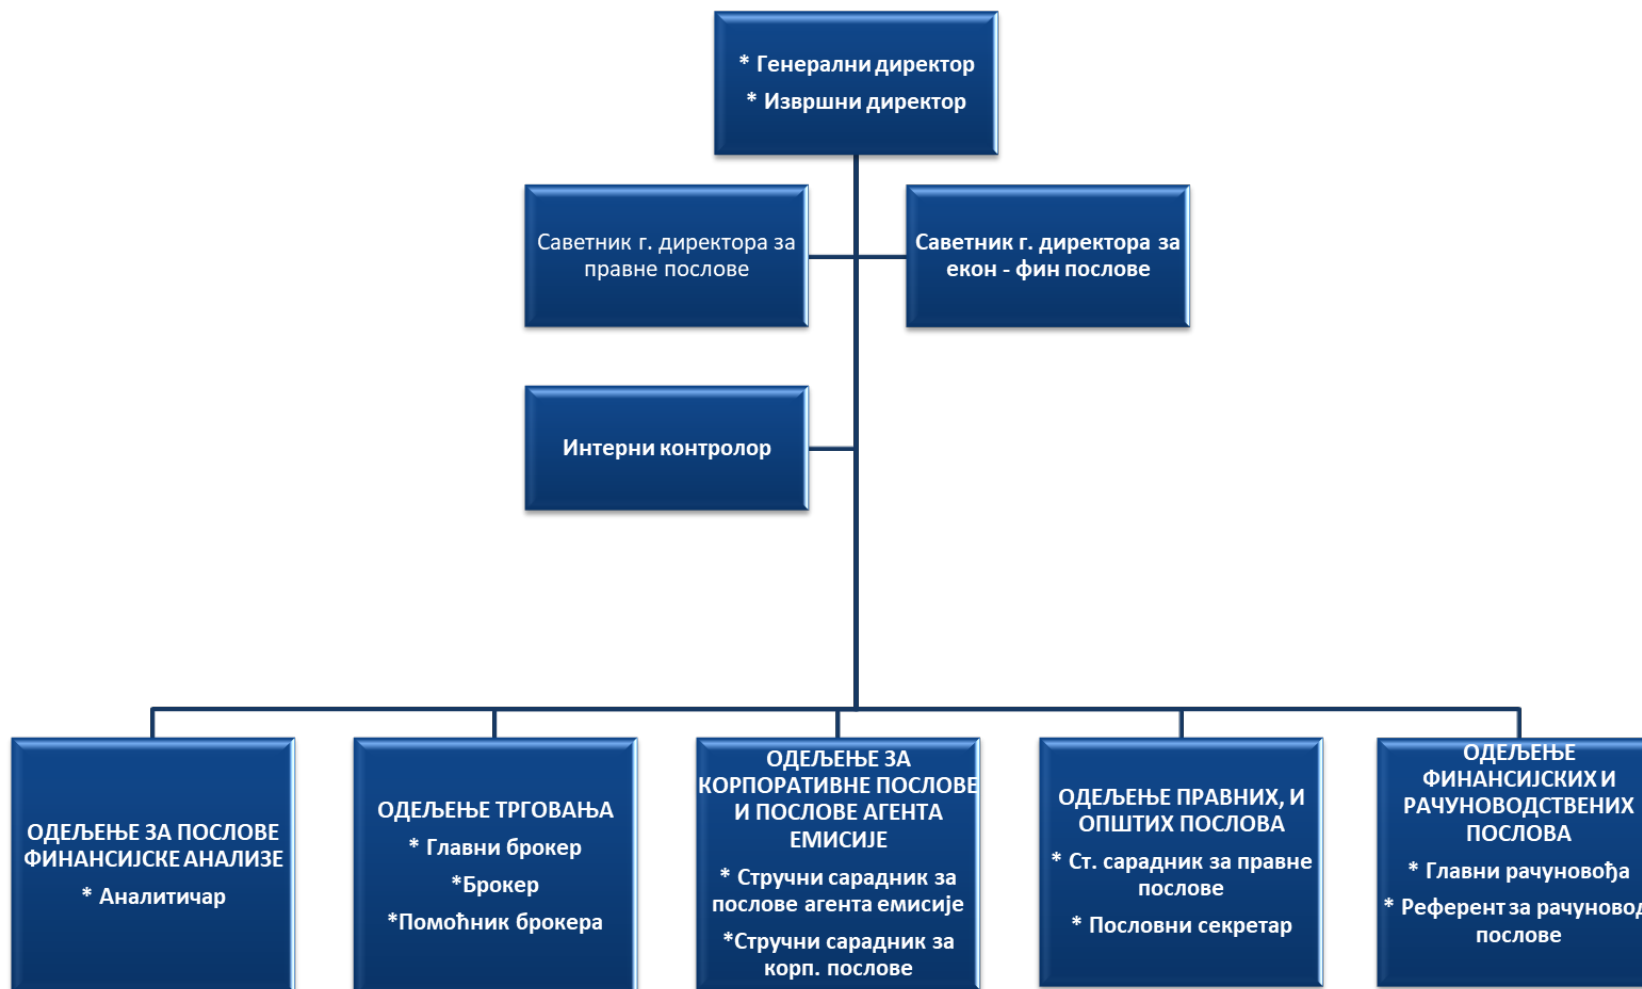 * Генерални директор
* Извршни директор
Саветник г. директора за
правне послове
Саветник г. директора за
екон - фин послове
Интерни контролор
ОДЕЉЕЊЕ ЗА ПОСЛОВЕ
ФИНАНСИЈСКЕ АНАЛИЗЕ
* Аналитичар
ОДЕЉЕЊЕ ТРГОВАЊА
* Главни брокер
*Брокер
*Помоћник брокера
ОДЕЉЕЊЕ ЗА
КОРПОРАТИВНЕ ПОСЛОВЕ
И ПОСЛОВЕ АГЕНТА
ЕМИСИЈЕ
* Стручни сарадник за
послове агента емисије
*Стручни сарадник за
корп. послове
ОДЕЉЕЊЕ ПРАВНИХ, И
ОПШТИХ ПОСЛОВА
* Ст. сарадник за правне
послове
* Пословни секретар
ОДЕЉЕЊЕ
ФИНАНСИЈСКИХ И
РАЧУНОВОДСТВЕНИХ
ПОСЛОВА
* Главни рачуновођа
* Референт за рачуновод
послове